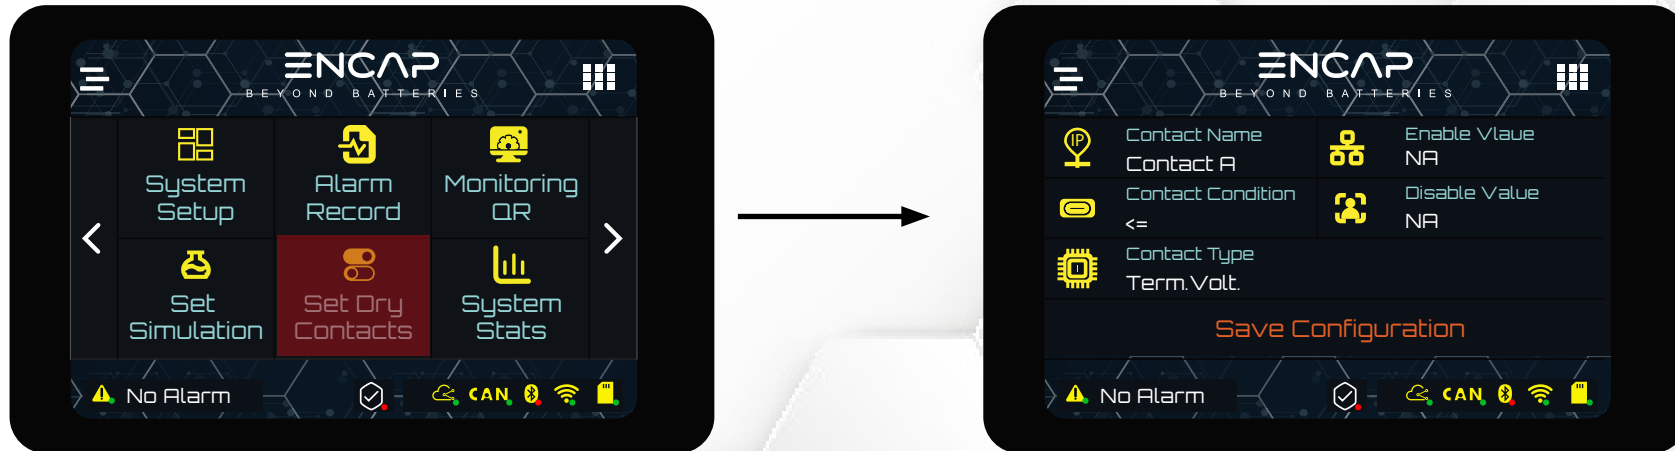 ENCAP
BEYOND BATTERIES
System
Setup
Alarm
Record
Monitoring
QR
Set
Simulation
Set Dry
Contacts
System
Stats
No Alarm
CAN
ENCAP
BEYOND BATTERIES
IP
Contact Name
Contact A
Enable Vlaue
NA
Contact Condition
<=
Disable Value
NA
Contact Type
Term.Volt.
Save Configuration
No Alarm
CAN